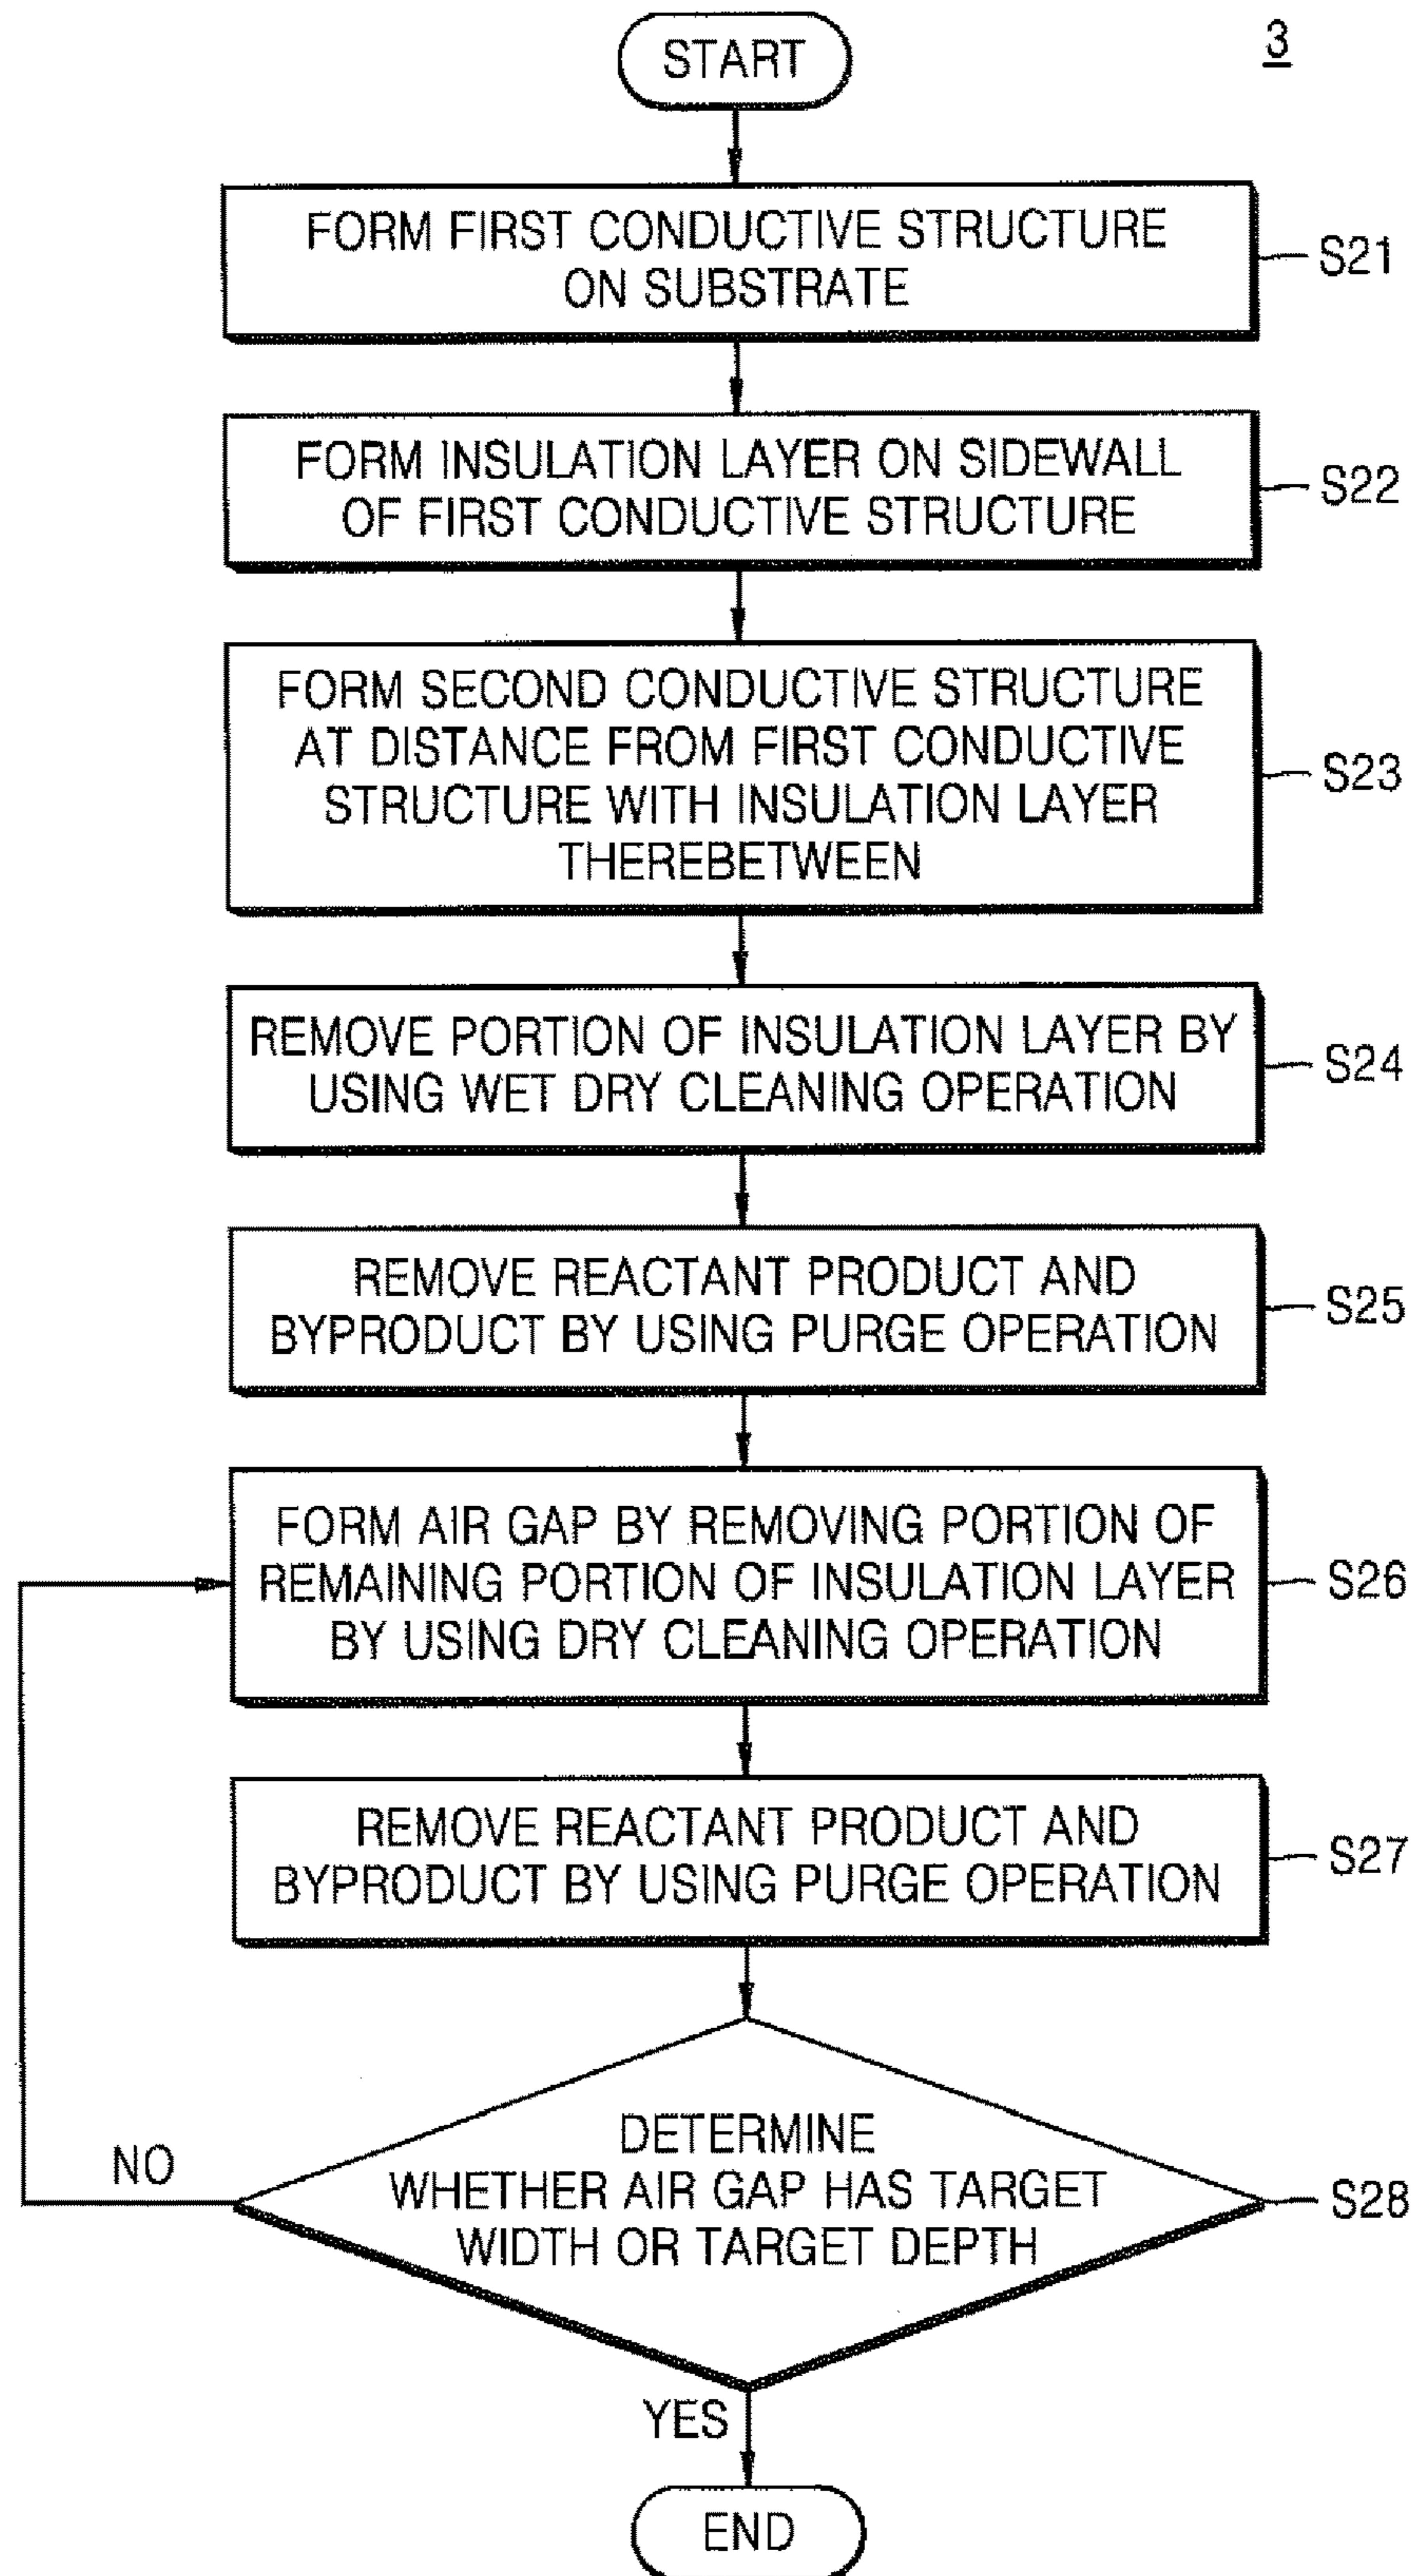 3
START
FORM FIRST CONDUCTIVE STRUCTURE
ON SUBSTRATE
S21
FORM INSULATION LAYER ON SIDEWALL
OF FIRST CONDUCTIVE STRUCTURE
S22
FORM SECOND CONDUCTIVE STRUCTURE
AT DISTANCE FROM FIRST CONDUCTIVE
STRUCTURE WITH INSULATION LAYER
THEREBETWEEN
S23
REMOVE PORTION OF INSULATION LAYER BY
USING WET DRY CLEANING OPERATION
S24
REMOVE REACTANT PRODUCT AND
BYPRODUCT BY USING PURGE OPERATION
S25
FORM AIR GAP BY REMOVING PORTION OF
REMAINING PORTION OF INSULATION LAYER
BY USING DRY CLEANING OPERATION
S26
REMOVE REACTANT PRODUCT AND
BYPRODUCT BY USING PURGE OPERATION
S27
DETERMINE
WHETHER AIR GAP HAS TARGET
WIDTH OR TARGET DEPTH
S28
NO
YES
END